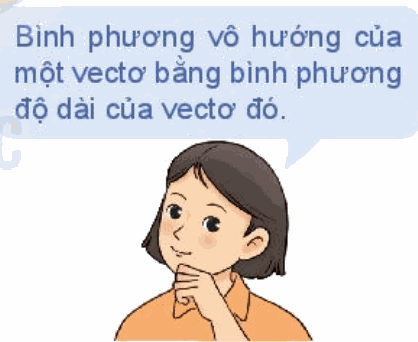 Bình phương vô hướng của
một vectơ bằng bình phương
độ dài của vectơ đó.